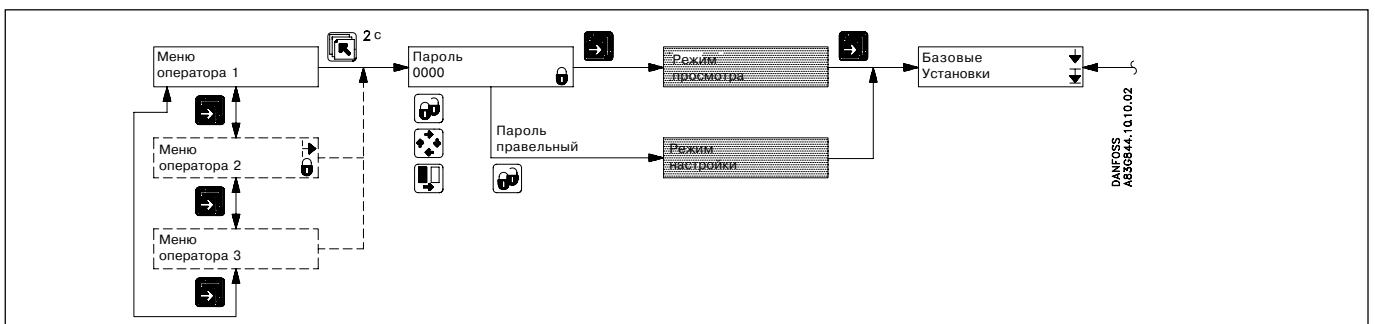 2 с
Меню
оператора 1
Пароль
0000
Режим
просмотра
Базовые
Установки
Меню
оператора 2
Пароль
правельный
Режим
настройки
Меню
оператора 3
DANFOSS
A83G844.10.10.02